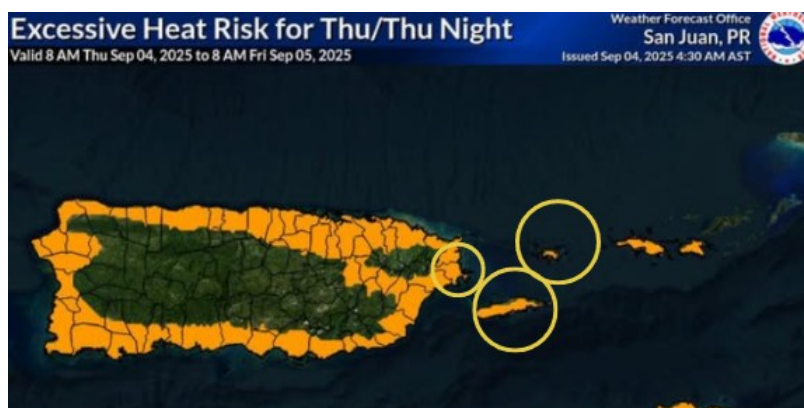 Excessive Heat Risk for Thu/Thu Night
Valid 8 AM Thu Sep 04, 2025 to 8 AM Fri Sep 05, 2025
Weather Forecast Office
San Juan, PR
Issued Sep 04, 2025 4:30 AM AST